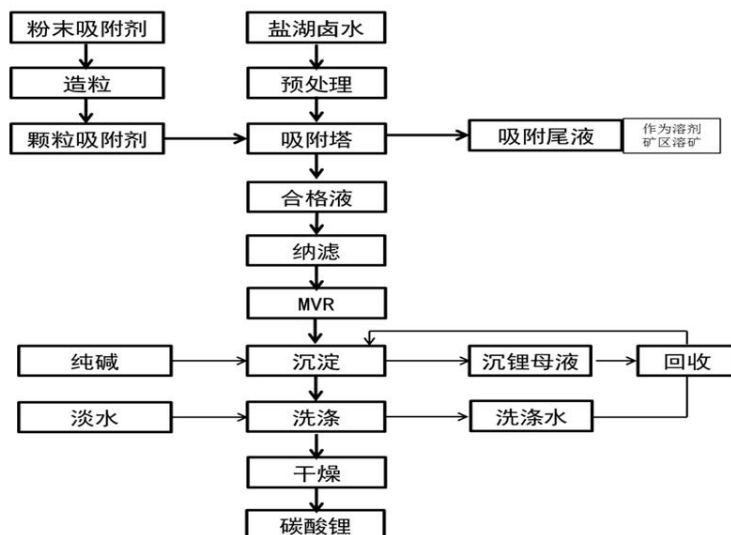 粉末吸附剂
盐湖卤水
造粒
预处理
颗粒吸附剂
吸附塔
吸附尾液
作为溶剂
矿区溶矿
合格液
纳滤
MVR
纯碱
沉淀
沉锂母液
回收
淡水
洗涤
洗涤水
干燥
碳酸锂